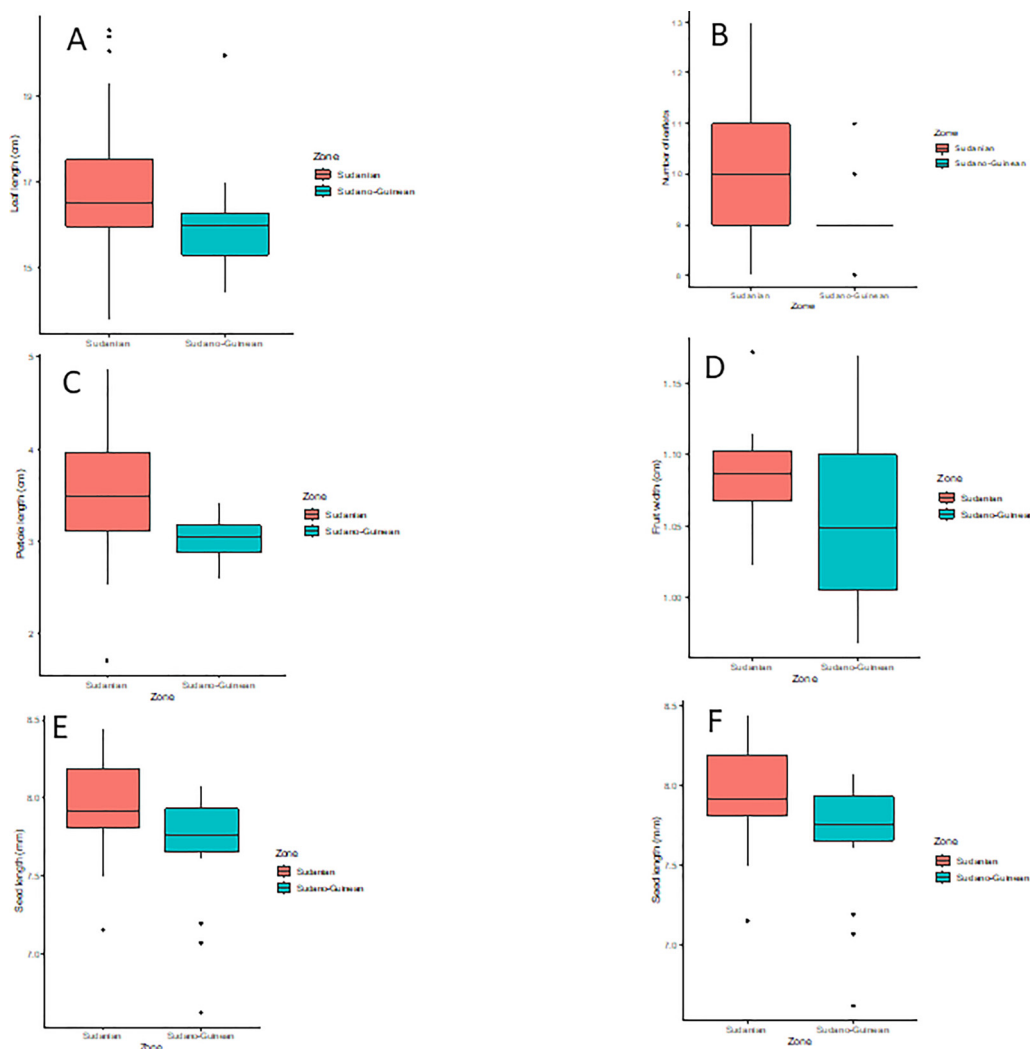 A
Leaf length (cm)
19
17
15
Zone
Sudanian
Sudano-Guinean
Sudanian
Sudano-Guinean
B
Number of leaflets
13
12
11
10
9
8
Zone
Sudanian
Sudano-Guinean
Sudanian
Sudano-Guinean
Zone
C
Petiole length (cm)
5
4
3
2
Zone
Sudanian
Sudano-Guinean
Sudanian
Sudano-Guinean
Zone
D
Fruit width (cm)
1.15
1.10
1.05
1.00
Zone
Sudanian
Sudano-Guinean
Sudanian
Sudano-Guinean
Zone
E
Seed length (mm)
8.5
8.0
7.5
7.0
Zone
Sudanian
Sudano-Guinean
Sudanian
Sudano-Guinean
Zone
F
Seed length (mm)
8.5
8.0
7.5
7.0
Zone
Sudanian
Sudano-Guinean
Sudanian
Sudano-Guinean
Zone